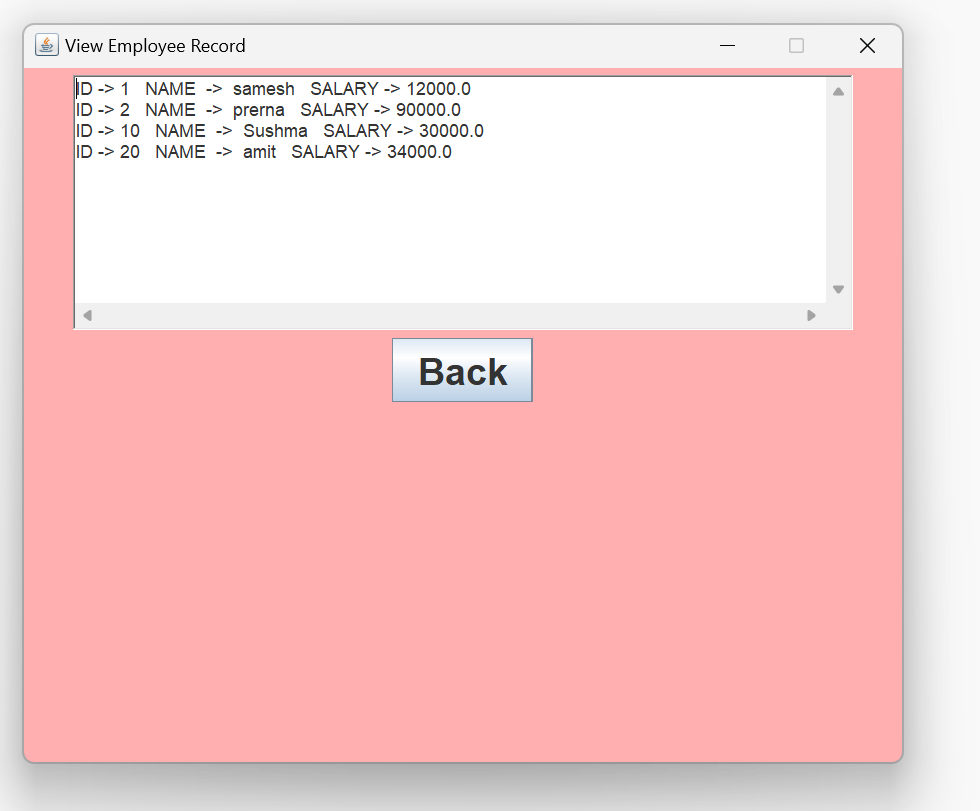 View Employee Record
ID -> 1   NAME  ->  samesh   SALARY -> 12000.0
ID -> 2   NAME  ->  prerna   SALARY -> 90000.0
ID -> 10   NAME  ->  Sushma   SALARY -> 30000.0
ID -> 20   NAME  ->  amit   SALARY -> 34000.0
Back